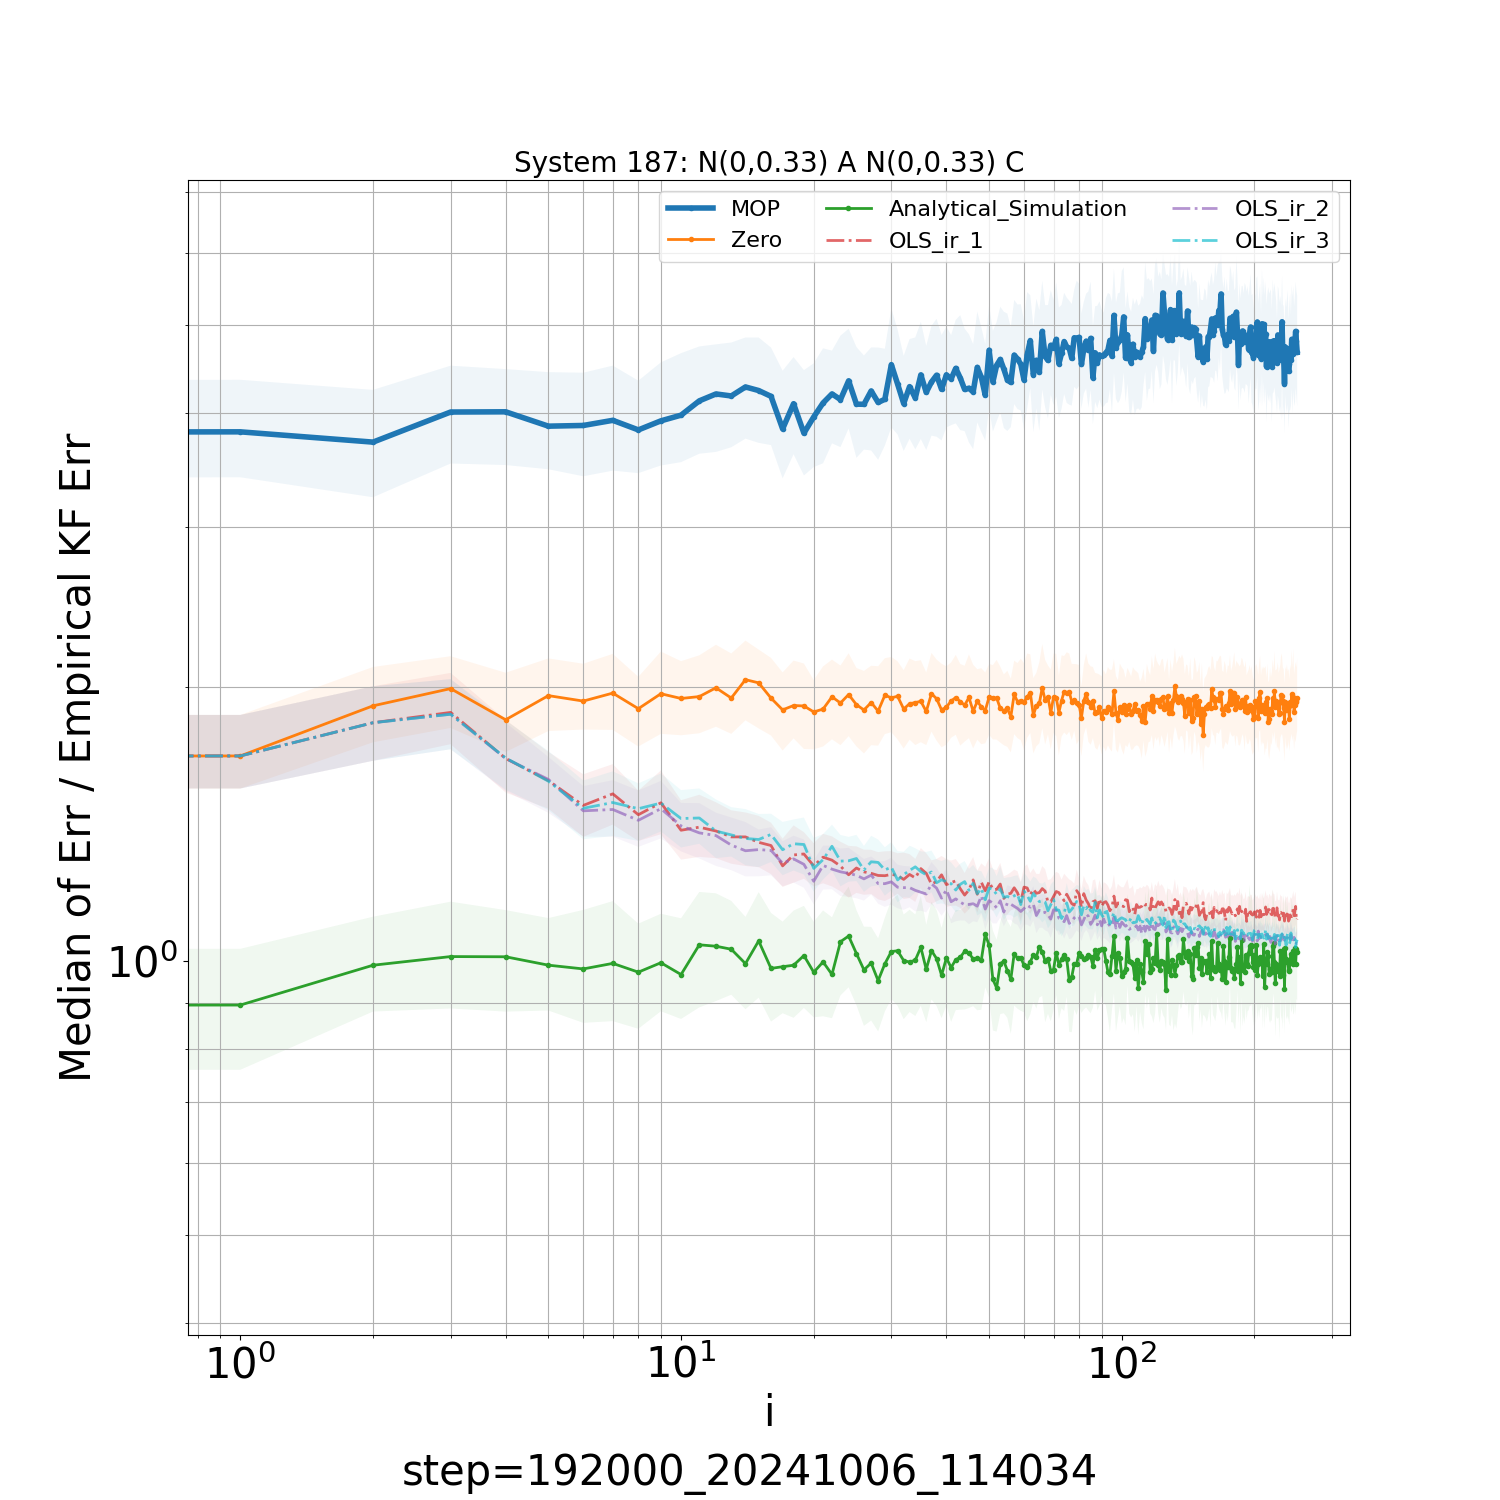 System 187: N(0,0.33) A N(0,0.33) C
MOP
Zero
Analytical_Simulation
OLS_ir_1
OLS_ir_2
OLS_ir_3
Median of Err / Empirical KF Err
10⁰
10⁰ 10¹ 10²
i
step=192000_20241006_114034